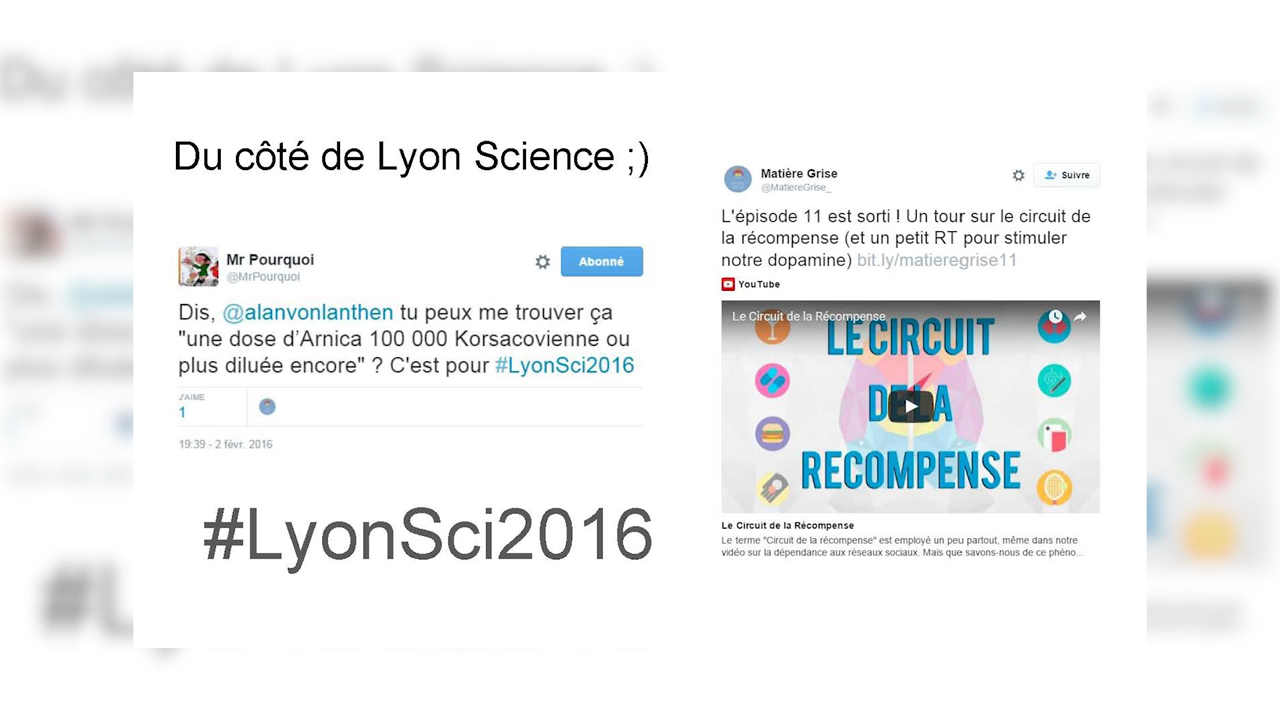 Du côté de Lyon Science ;)
Mr Pourquoi
@MrPourquoi
Abonné
Dis, @alanvonlanthen tu peux me trouver ça
"une dose d’Arnica 100 000 Korsacovienne ou
plus diluée encore" ? C'est pour #LyonSci2016
J'AIME
1
19:39 - 2 févr. 2016
#LyonSci2016
Matière Grise
@MatiereGrise_
Suivre
L'épisode 11 est sorti ! Un tour sur le circuit de
la récompense (et un petit RT pour stimuler
notre dopamine) bit.ly/matieregrise11
YouTube
Le Circuit de la Récompense
LE CIRCUIT
DE LA
RECOMPENSE
Le Circuit de la Récompense
Le terme "Circuit de la récompense" est employé un peu partout, même dans notre
vidéo sur la dépendance aux réseaux sociaux. Mais que savons-nous de ce phéno...